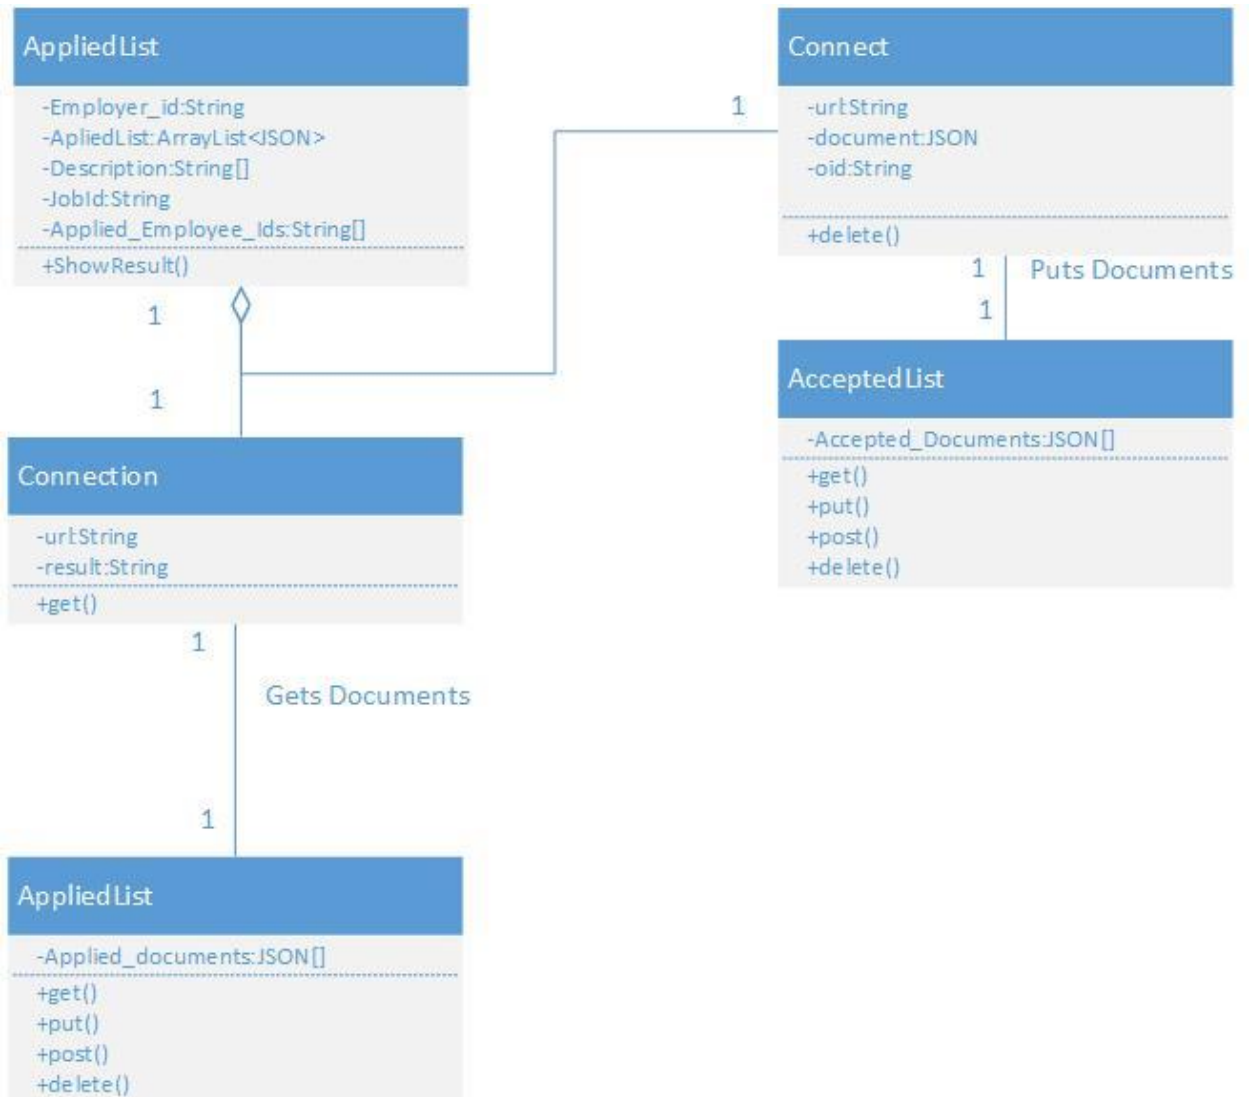 AppliedList
-Employer_id:String
-ApliedList:ArrayList<JSON>
-Description:String[]
-JobId:String
-Applied_Employee_Ids:String[]
+ShowResult()
1
1
Connection
-url:String
-result:String
+get()
1
Gets Documents
1
AppliedList
-Applied_documents:JSON[]
+get()
+put()
+post()
+delete()
1
Connect
-url:String
-document:JSON
-oid:String
+delete()
1 Puts Documents
1
AcceptedList
-Accepted_Documents:JSON[]
+get()
+put()
+post()
+delete()